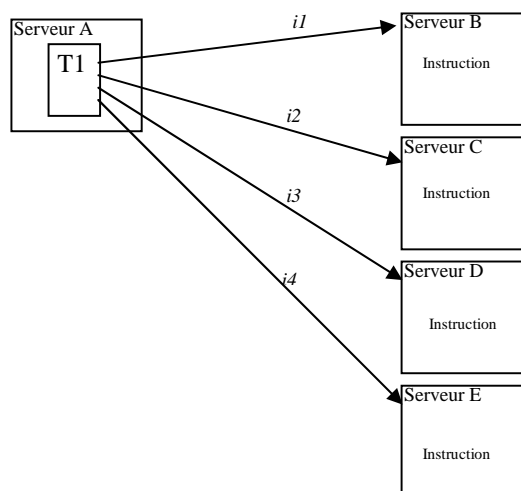 Serveur A
T1
i1
i2
i3
i4
Serveur B
Instruction
Serveur C
Instruction
Serveur D
Instruction
Serveur E
Instruction